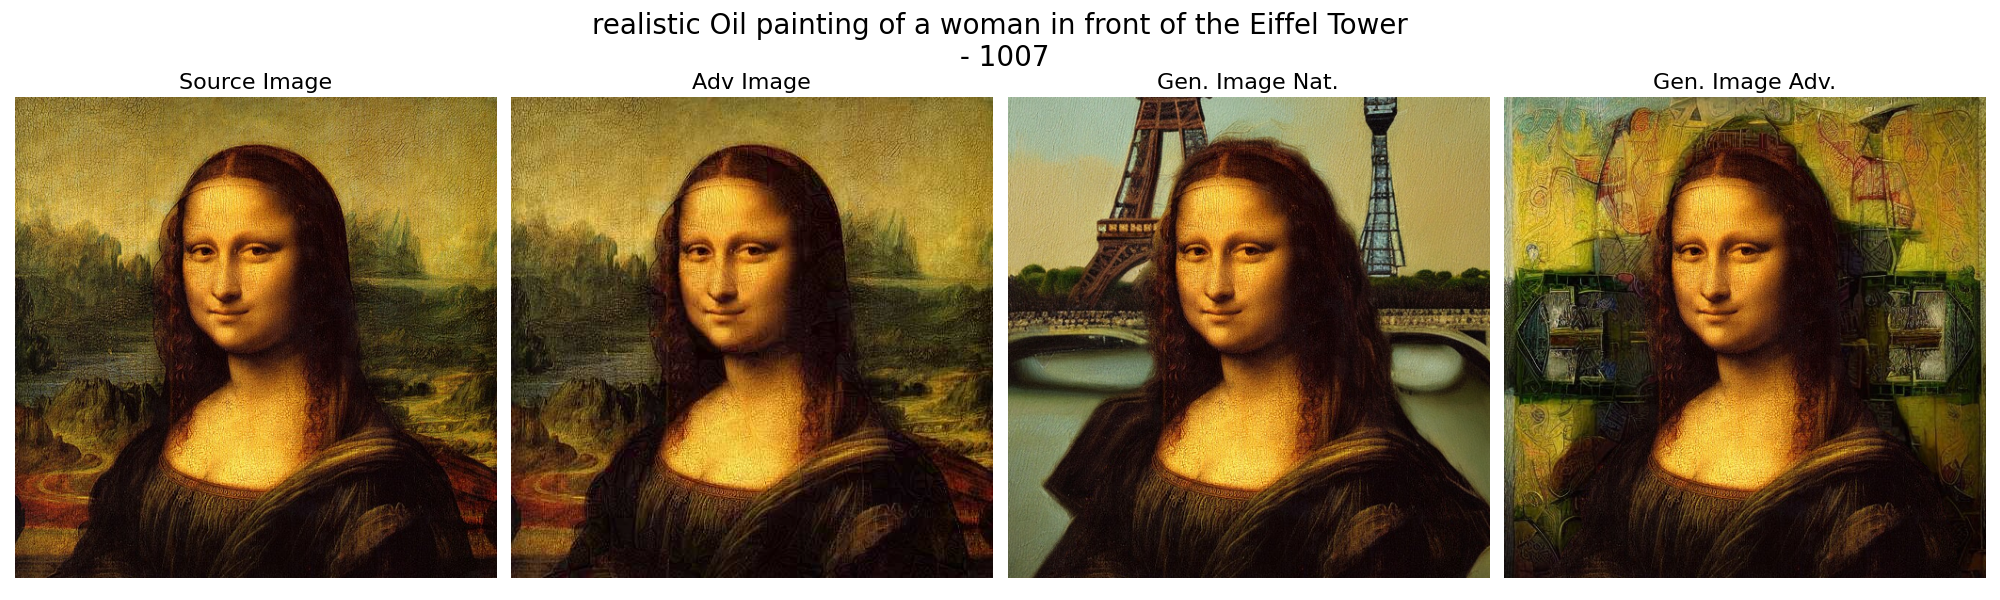 realistic Oil painting of a woman in front of the Eiffel Tower
- 1007
Source Image
Adv Image
Gen. Image Nat.
Gen. Image Adv.